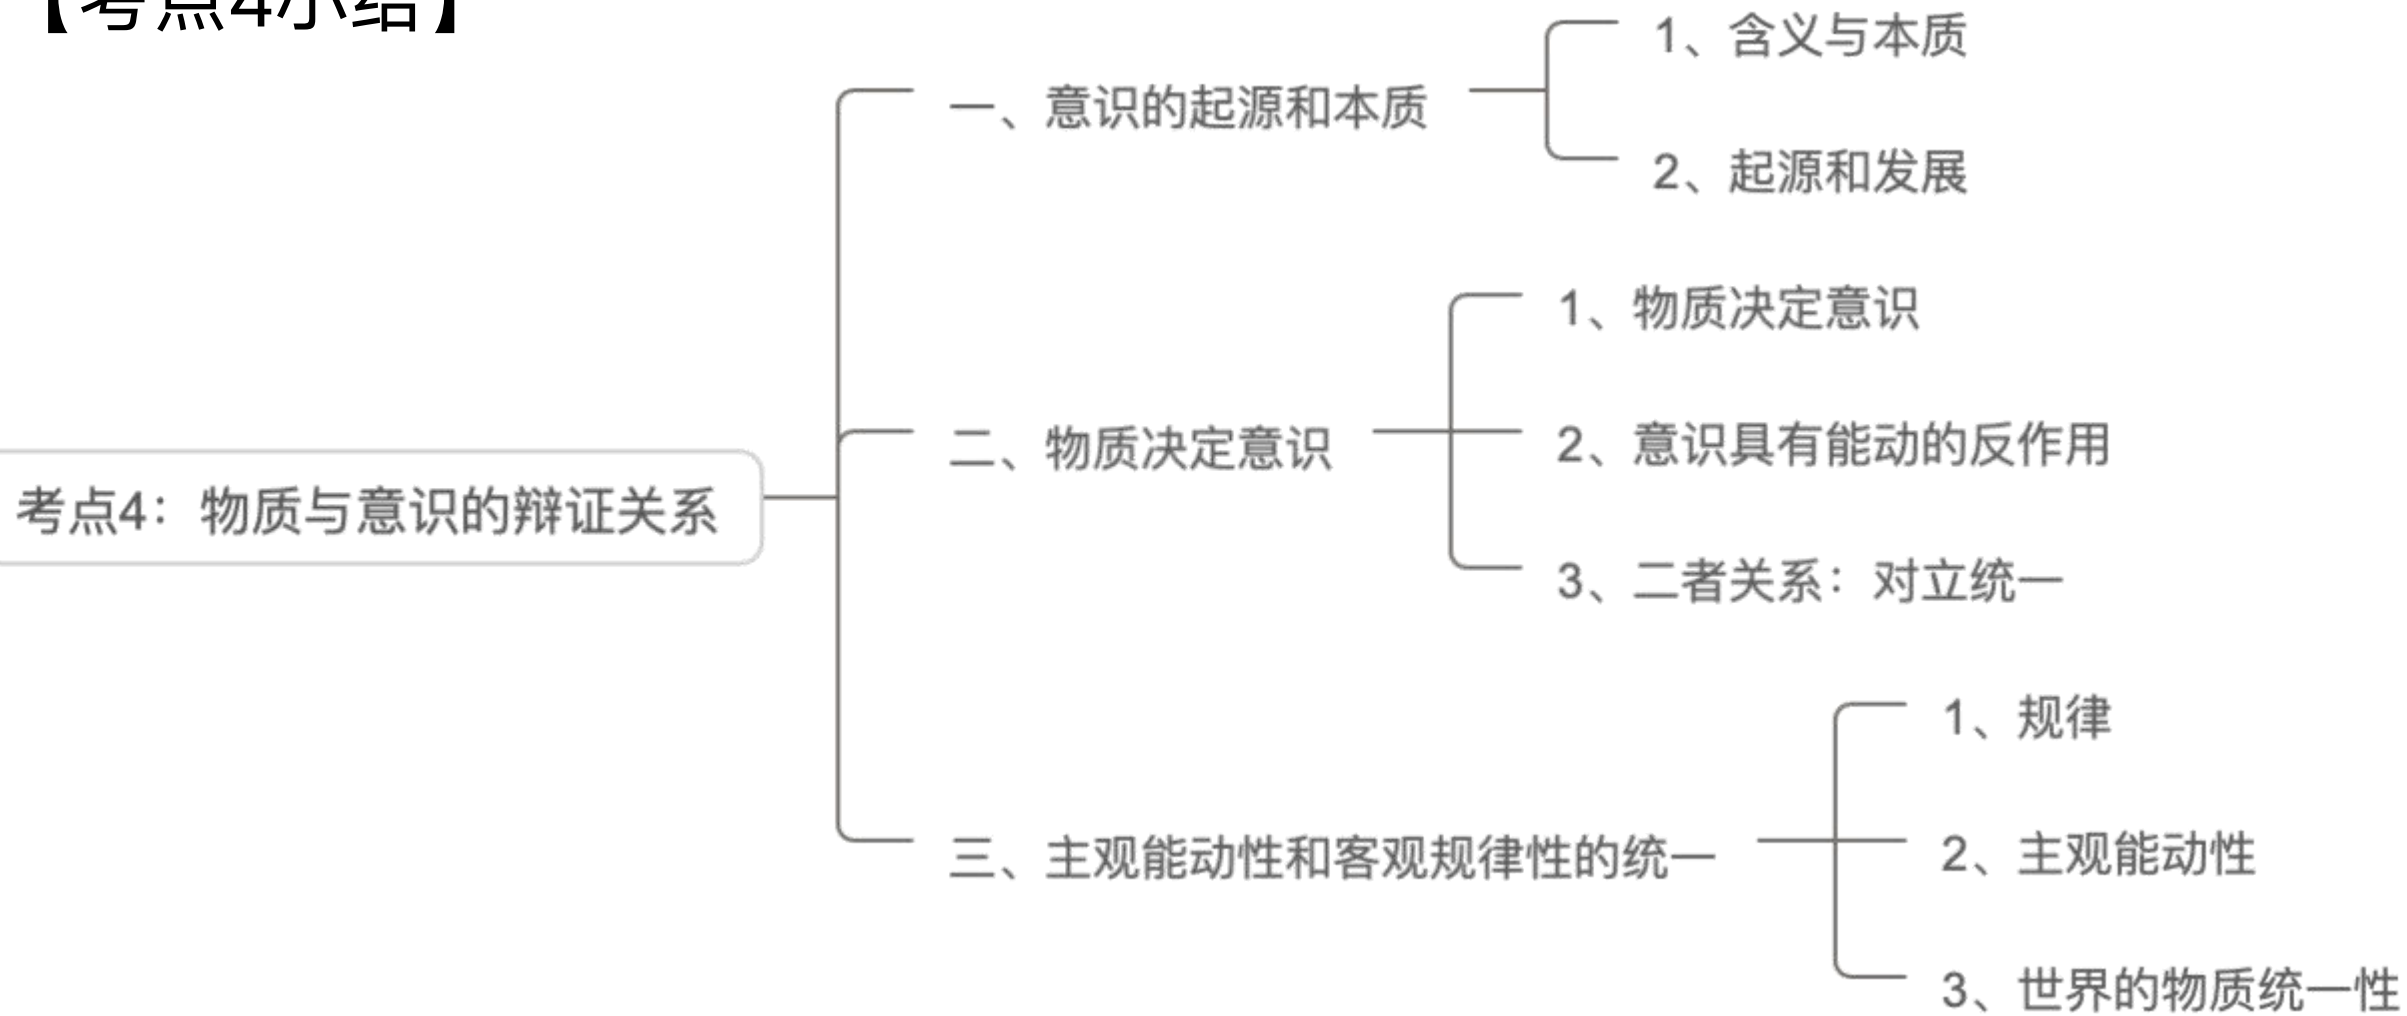 【考点4小结】
考点4：物质与意识的辩证关系
一、意识的起源和本质
1、含义与本质
2、起源和发展
二、物质决定意识
1、物质决定意识
2、意识具有能动的反作用
3、二者关系：对立统一
三、主观能动性和客观规律性的统一
1、规律
2、主观能动性
3、世界的物质统一性